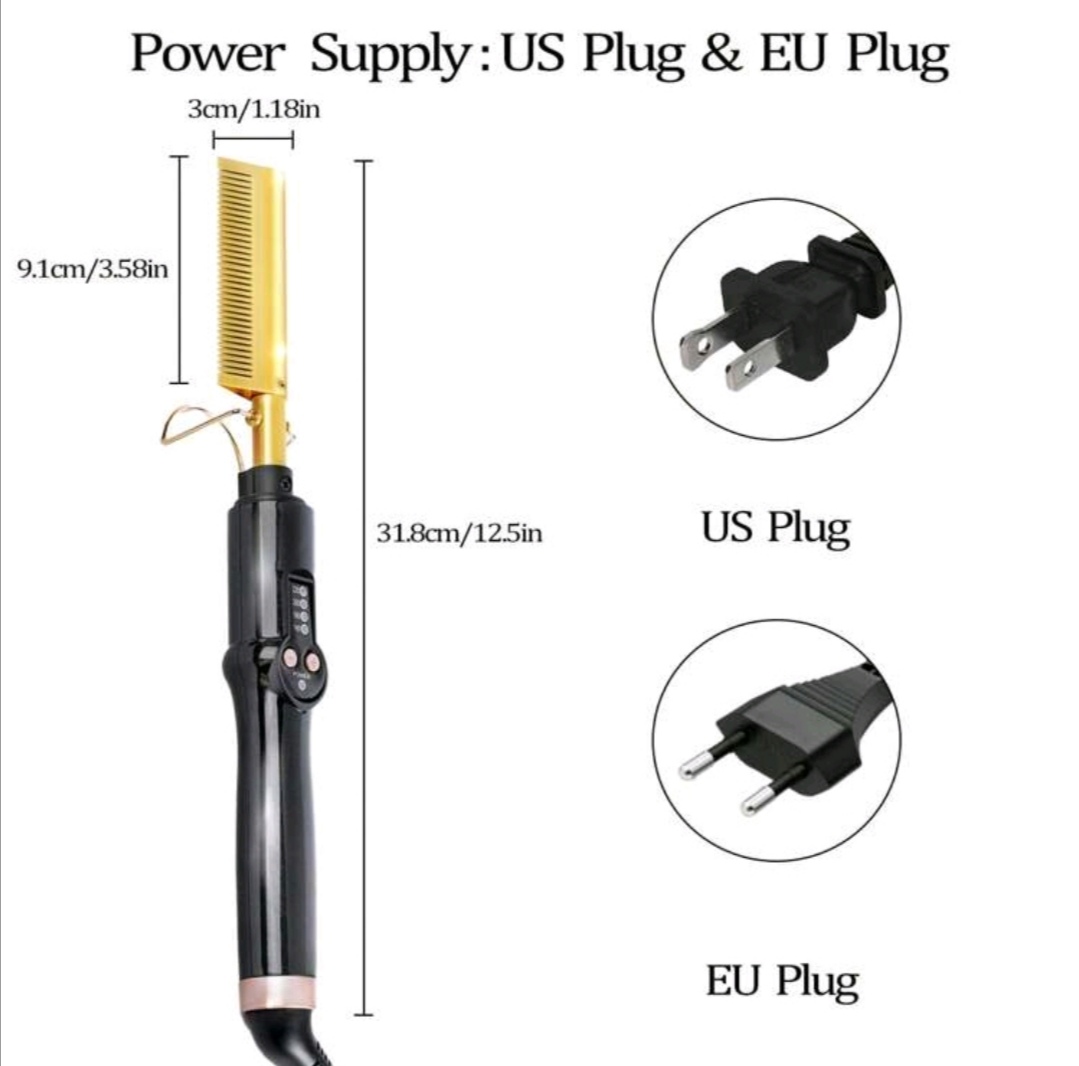 Power Supply: US Plug & EU Plug
3cm/1.18in
9.1cm/3.58in
31.8cm/12.5in
US Plug
EU Plug
POWER